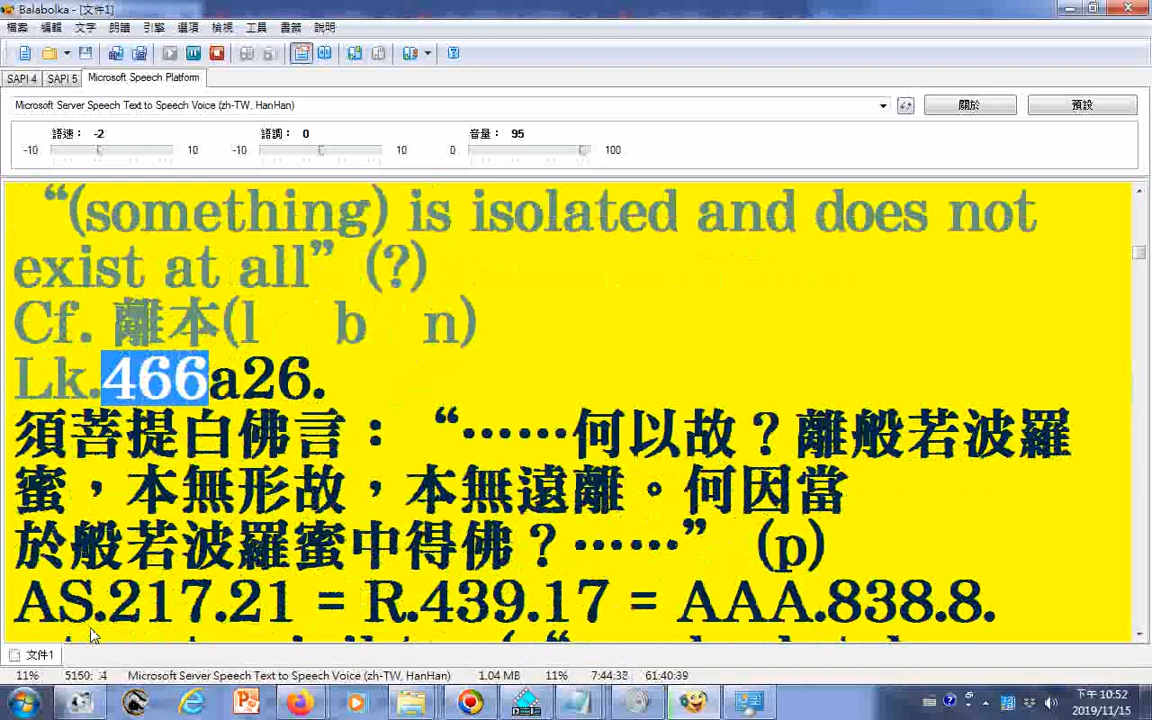 Balabolka - [文件1]
檔案 編輯 文字 朗讀 引擎 選項 檢視 工具 書籤 說明
SAPI 4 SAPI 5 Microsoft Speech Platform
Microsoft Server Speech Text to Speech Voice (zh-TW, HanHan) 關於 預設
語速： -2 語調： 0 音量： 95
-10 10 -10 10 0 100
“(something) is isolated and does not
exist at all” (?)
Cf. 離本(l b n)
Lk.466a26.
須菩提白佛言：“……何以故？離般若波羅
蜜，本無形故，本無遠離。何因當
於般若波羅蜜中得佛？……” (p)
AS.217.21 = R.439.17 = AAA.838.8.
文件1
11% Microsoft Server Speech Text to Speech Voice (zh-TW, HanHan) 1.04 MB 11% 7:44:38 61:40:39
下午 10:52
2019/11/15